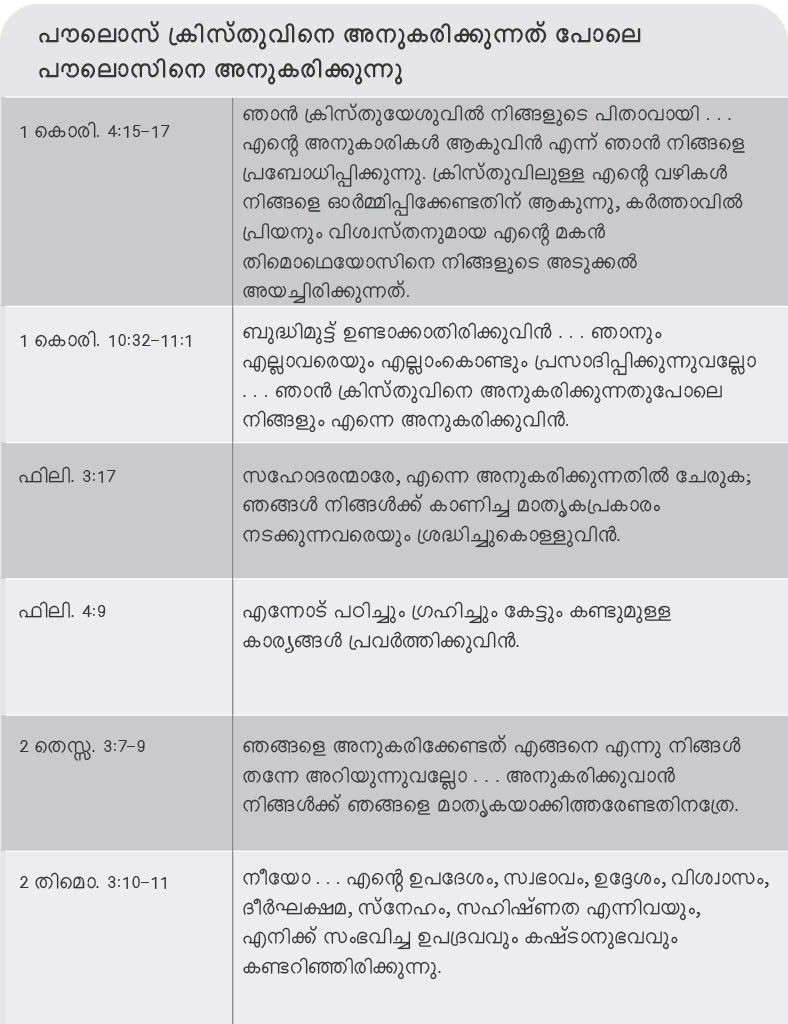 പൗലൊസ് ക്രിസ്തുവിനെ അനുകരിക്കുന്നത് പോലെ
പൗലൊസിനെ അനുകരിക്കുന്നു
1 കൊരി. 4:15–17
ഞാൻ ക്രിസ്തുയേശുവിൽ നിങ്ങളുടെ പിതാവായി . . .
എന്റെ അനുകാരികൾ ആകുവിൻ എന്ന് ഞാൻ നിങ്ങളെ
പ്രബോധിപ്പിക്കുന്നു. ക്രിസ്തുവിലുള്ള എന്റെ വഴികൾ
നിങ്ങളെ ഓർമ്മിപ്പിക്കേണ്ടതിന് ആകുന്നു, കർത്താവിൽ
പ്രിയനും വിശ്വസ്തനുമായ എന്റെ മകൻ
തിമൊഥെയോസിനെ നിങ്ങളുടെ അടുക്കൽ
അയച്ചിരിക്കുന്നത്.
1 കൊരി. 10:32–11:1
ബുദ്ധിമുട്ട് ഉണ്ടാക്കാതിരിക്കുവിൻ . . . ഞാനും
എല്ലാവരെയും എല്ലാംകൊണ്ടും പ്രസാദിപ്പിക്കുന്നുവല്ലോ
. . . ഞാൻ ക്രിസ്തുവിനെ അനുകരിക്കുന്നതുപോലെ
നിങ്ങളും എന്നെ അനുകരിക്കുവിൻ.
ഫിലി. 3:17
സഹോദരന്മാരേ, എന്നെ അനുകരിക്കുന്നതിൽ ചേരുക;
ഞങ്ങൾ നിങ്ങൾക്ക് കാണിച്ച മാതൃകപ്രകാരം
നടക്കുന്നവരെയും ശ്രദ്ധിച്ചുകൊള്ളുവിൻ.
ഫിലി. 4:9
എന്നോട് പഠിച്ചും ഗ്രഹിച്ചും കേട്ടും കണ്ടുമുള്ള
കാര്യങ്ങൾ പ്രവർത്തിക്കുവിൻ.
2 തെസ്സ. 3:7–9
ഞങ്ങളെ അനുകരിക്കേണ്ടത് എങ്ങനെ എന്നു നിങ്ങൾ
തന്നേ അറിയുന്നുവല്ലോ . . . അനുകരിക്കുവാൻ
നിങ്ങൾക്ക് ഞങ്ങളെ മാതൃകയാക്കിത്തരേണ്ടതിനത്രേ.
2 തിമൊ. 3:10–11
നീയോ . . . എന്റെ ഉപദേശം, സ്വഭാവം, ഉദ്ദേശം, വിശ്വാസം,
ദീർഘക്ഷമ, സ്നേഹം, സഹിഷ്ണത എന്നിവയും,
എനിക്ക് സംഭവിച്ച ഉപദ്രവവും കഷ്ടാനുഭവവും
കണ്ടറിഞ്ഞിരിക്കുന്നു.